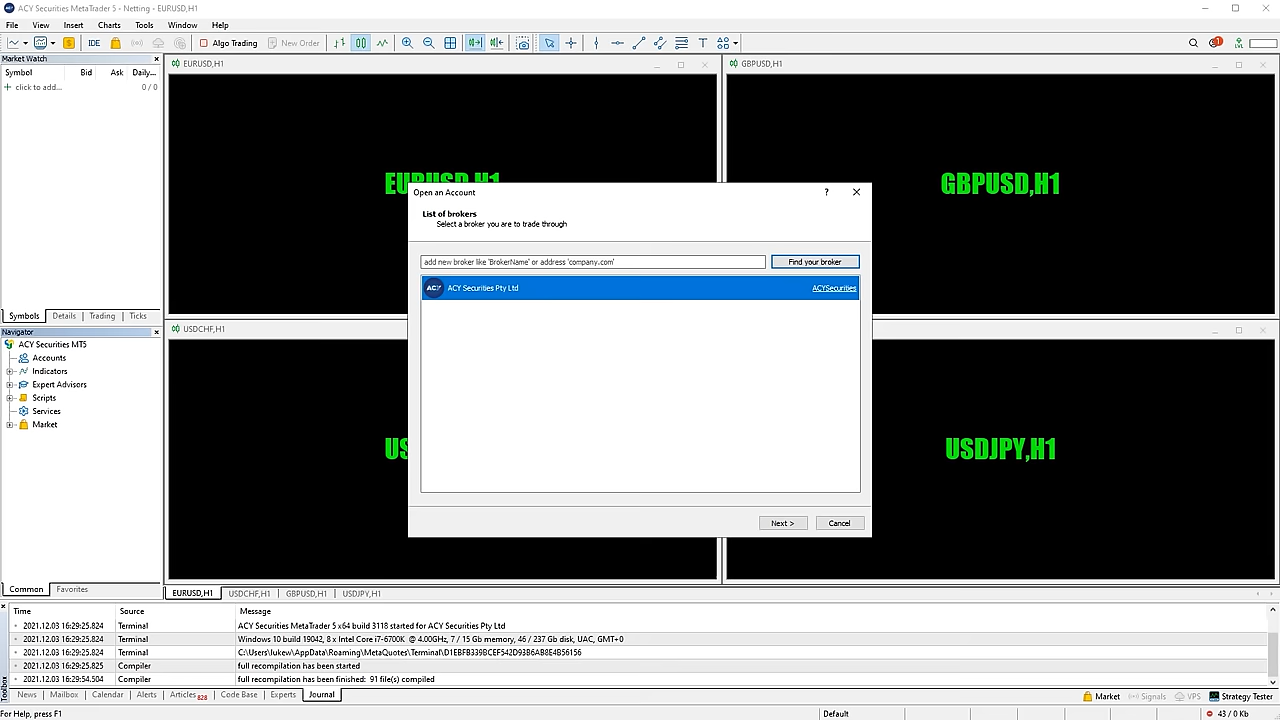 ACY Securities MetaTrader 5 - Netting - EURUSD,H1
File View Insert Charts Tools Window Help
IDE Algo Trading New Order 1
Market Watch
Symbol Bid Ask Daily...
click to add... 0 / 0
Symbols Details Trading Ticks
Navigator
ACY Securities MT5
Accounts
Indicators
Expert Advisors
Scripts
Services
Market
Common Favorites
EURUSD,H1
EURUSD,H1
GBPUSD,H1
GBPUSD,H1
USDCHF,H1
US
USDJPY,H1
Open an Account ?
List of brokers
Select a broker you are to trade through
add new broker like 'BrokerName' or address 'company.com' Find your broker
ACY ACY Securities Pty Ltd ACYSecurities
Next > Cancel
EURUSD,H1 USDCHF,H1 GBPUSD,H1 USDJPY,H1
Time Source Message
2021.12.03 16:29:25.824 Terminal ACY Securities MetaTrader 5 x64 build 3118 started for ACY Securities Pty Ltd
2021.12.03 16:29:25.824 Terminal Windows 10 build 19042, 8 x Intel Core i7-6700K @ 4.00GHz, 7 / 15 Gb memory, 46 / 237 Gb disk, UAC, GMT+0
2021.12.03 16:29:25.824 Terminal C:\Users\lukew\AppData\Roaming\MetaQuotes\Terminal\D1EBFB339BCEF542D93B6AB8E4B56156
2021.12.03 16:29:25.825 Compiler full recompilation has been started
2021.12.03 16:29:54.504 Compiler full recompilation has been finished: 91 file(s) compiled
Toolbox
News Mailbox Calendar Alerts Articles 828 Code Base Experts Journal
Market Signals VPS Strategy Tester
For Help, press F1 Default 43 / 0 Kb